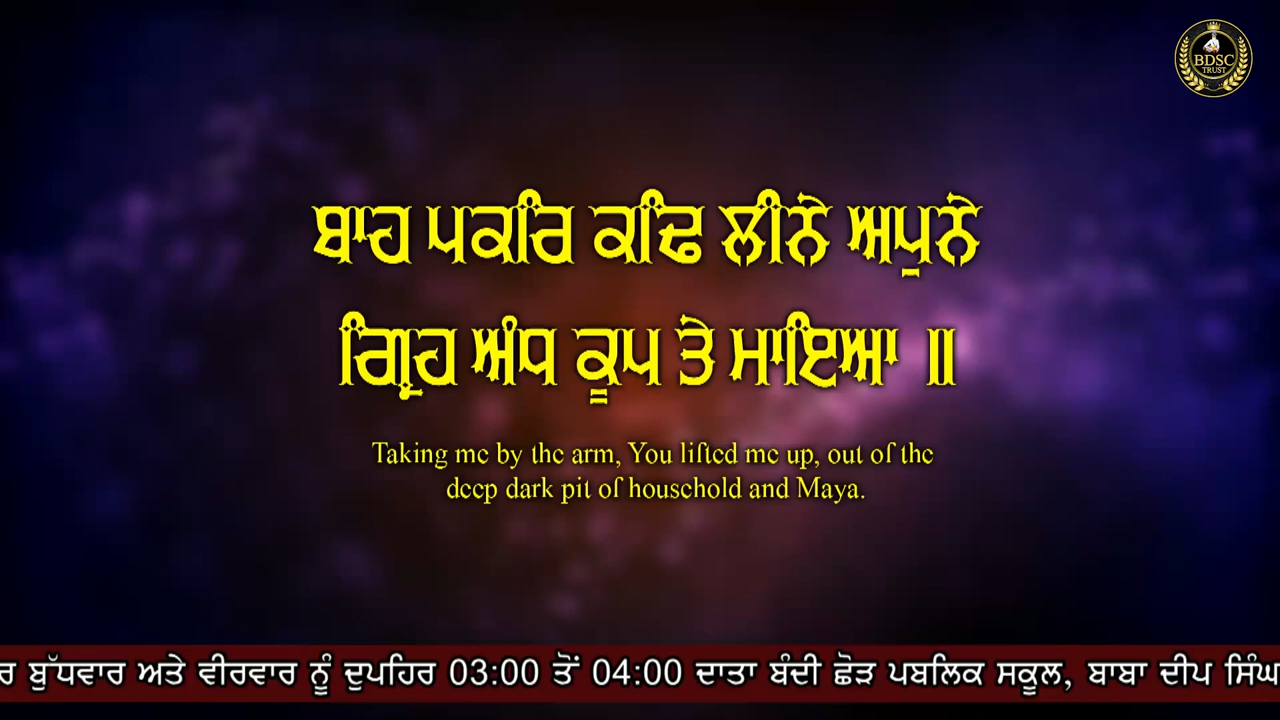 BDSC
TRUST
ਬਾਹ ਪਕਰਿ ਕਢਿ ਲੀਨੇ ਅਪੁਨੇ
ਗ੍ਰਿਹ ਅੰਧ ਕੂਪ ਤੇ ਮਾਇਆ ॥
Taking me by the arm, You lifted me up, out of the
deep dark pit of household and Maya.
ਰ ਬੁੱਧਵਾਰ ਅਤੇ ਵੀਰਵਾਰ ਨੂੰ ਦੁਪਹਿਰ 03:00 ਤੋਂ 04:00 ਦਾਤਾ ਬੰਦੀ ਛੋੜ ਪਬਲਿਕ ਸਕੂਲ, ਬਾਬਾ ਦੀਪ ਸਿੰਘ